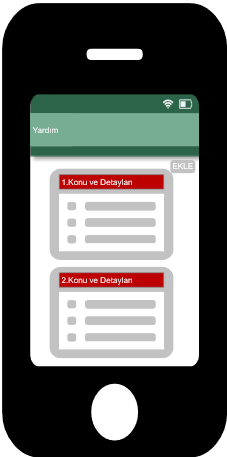 Yardım
EKLE
1.Konu ve Detayları
2.Konu ve Detayları